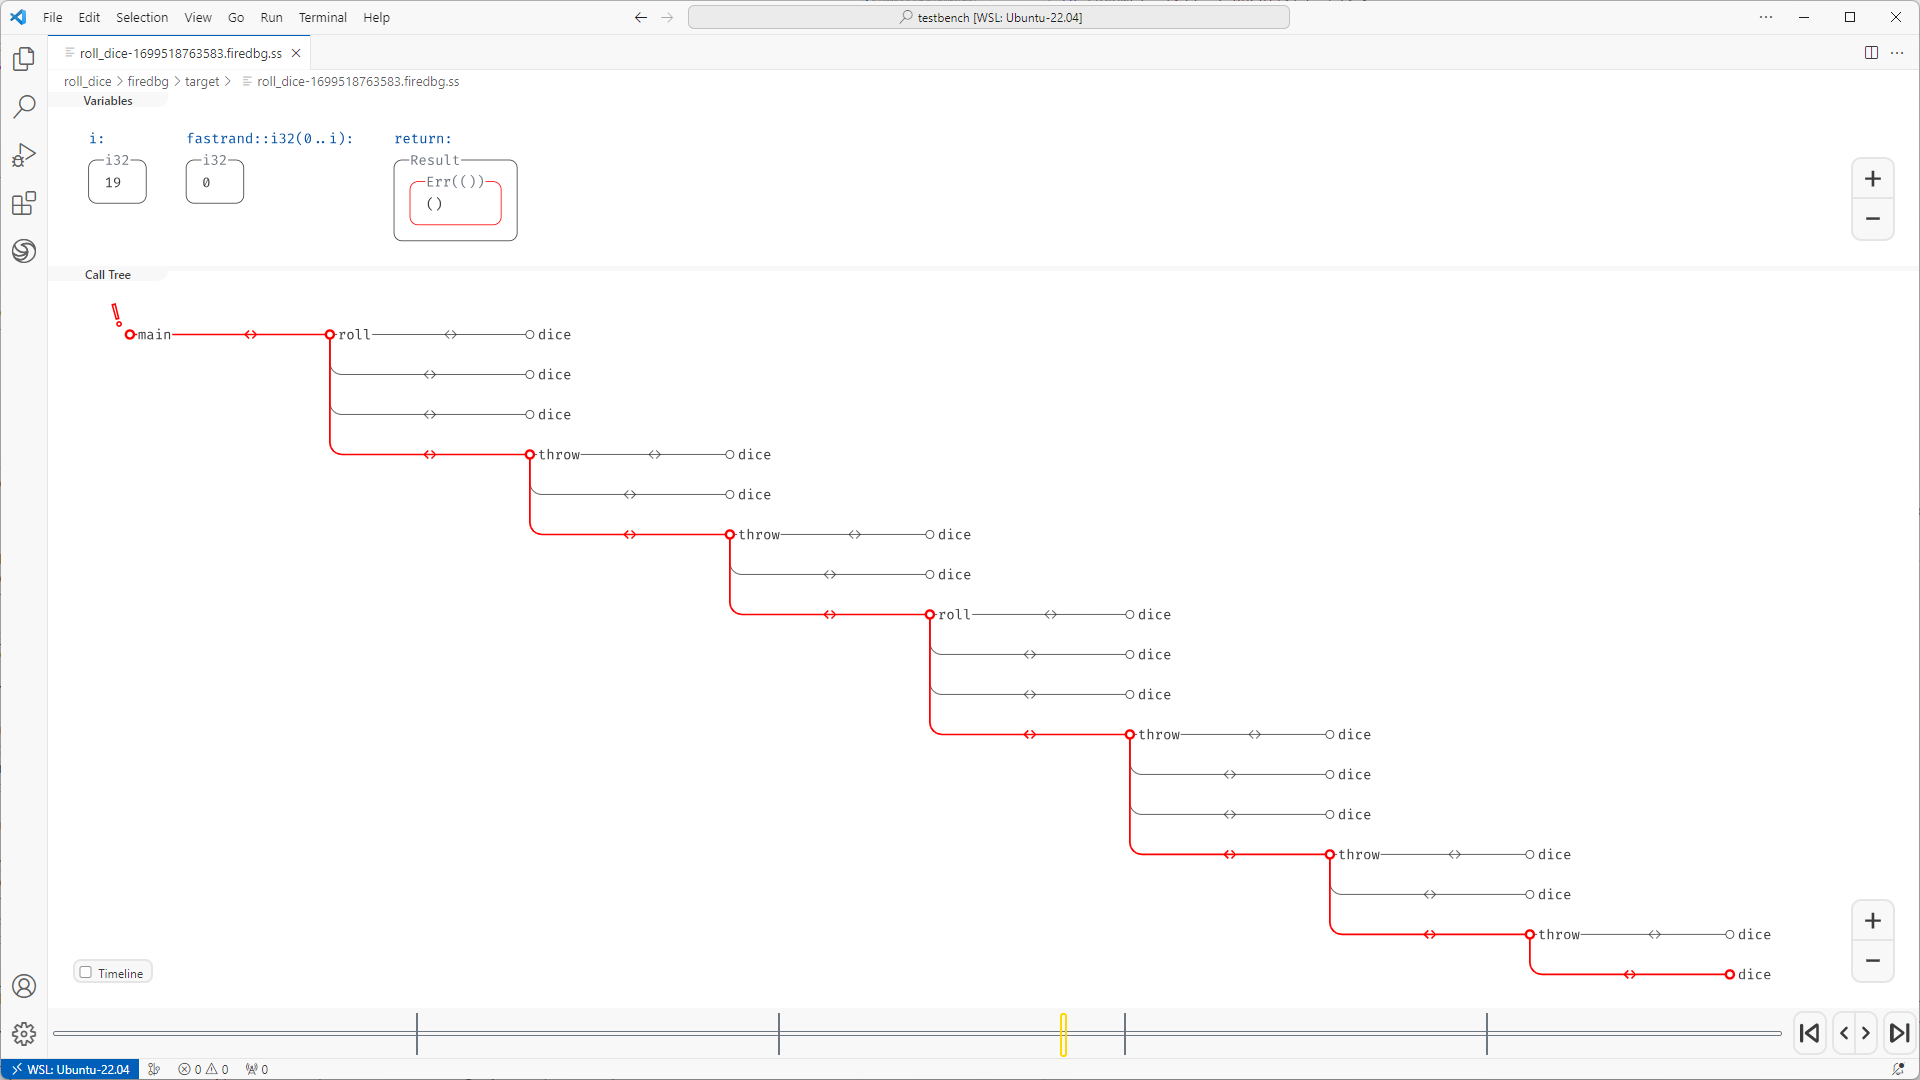 File Edit Selection View Go Run Terminal Help
testbench [WSL: Ubuntu-22.04]
roll_dice-1699518763583.firedbg.ss
roll_dice > firedbg > target > roll_dice-1699518763583.firedbg.ss
Variables
i: fastrand::i32(0..i): return:
i32 i32 Result
19 0 Err(())
()
Call Tree
main roll dice
dice
dice
throw dice
dice
throw dice
dice
roll dice
dice
dice
throw dice
dice
dice
throw dice
dice
throw dice
dice
Timeline
WSL: Ubuntu-22.04 0 0 0